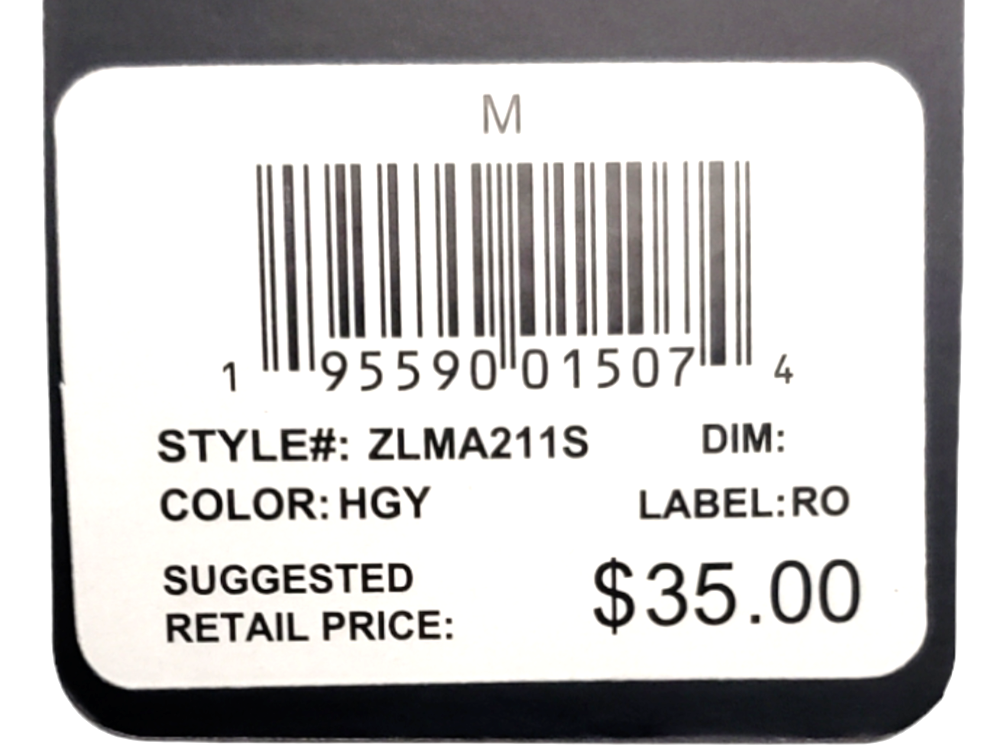 M
1 95590 01507 4
STYLE#: ZLMA211S DIM:
COLOR: HGY LABEL: RO
SUGGESTED
RETAIL PRICE: $35.00